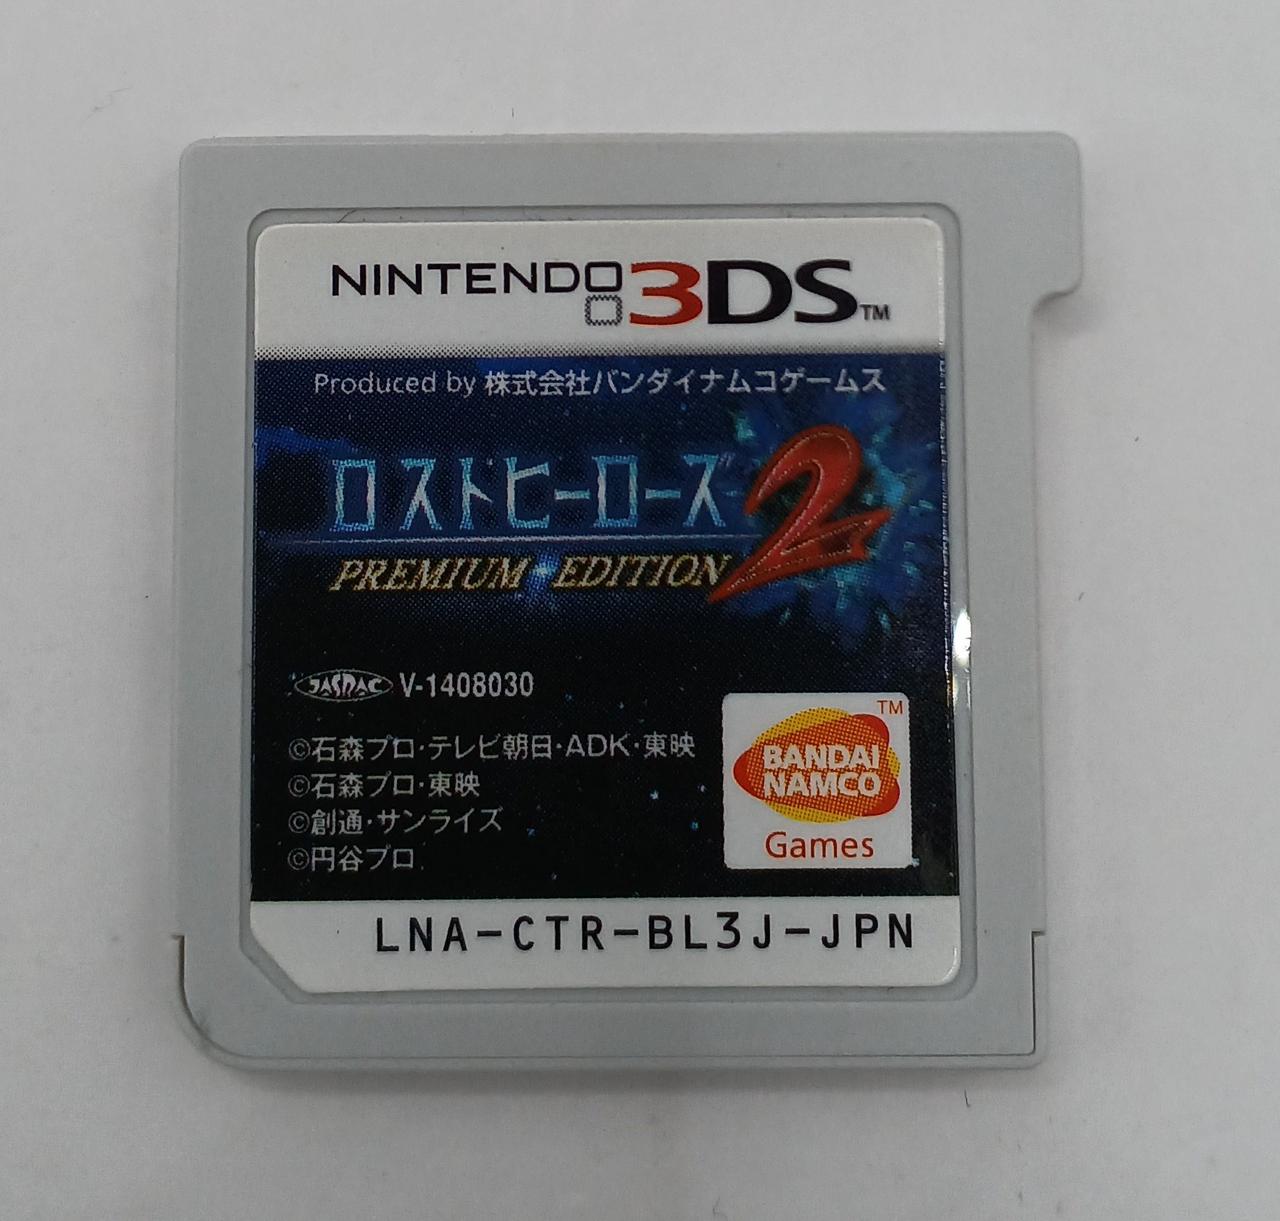 NINTENDO3DS™
Produced by 株式会社バンダイナムコゲームス
ロストヒーローズ2
PREMIUM EDITION
JASRAC V-1408030
©石森プロ・テレビ朝日・ADK・東映
©石森プロ・東映
©創通・サンライズ
©円谷プロ
TM
BANDAI
NAMCO
Games
LNA-CTR-BL3J-JPN